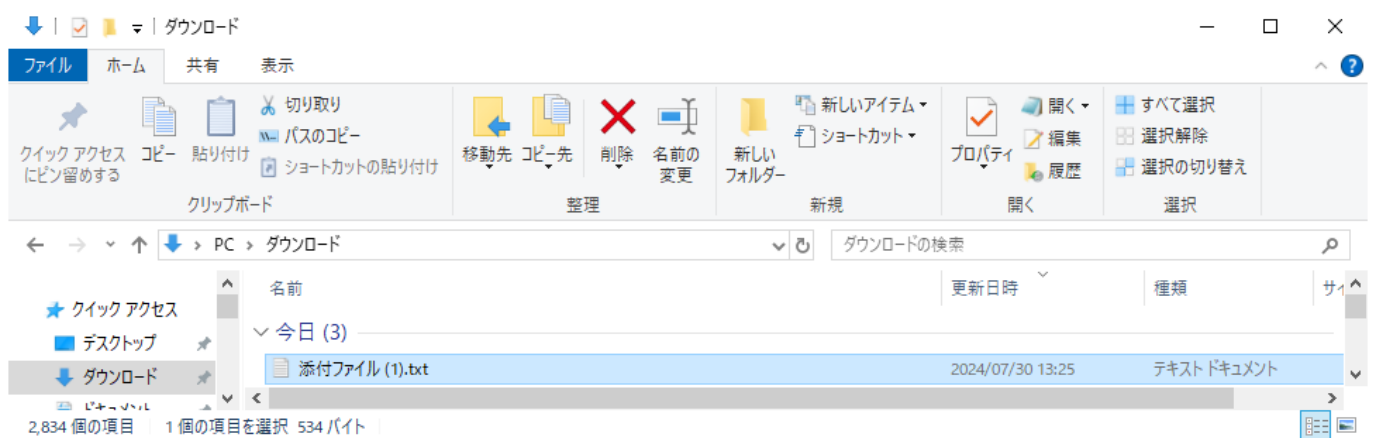 ダウンロード
ファイル ホーム 共有 表示
クイック アクセス
にピン留めする
コピー
貼り付け
切り取り
パスのコピー
ショートカットの貼り付け
クリップボード
移動先
コピー先
削除
名前の
変更
整理
新しい
フォルダー
新しいアイテム
ショートカット
新規
プロパティ
開く
編集
履歴
開く
すべて選択
選択解除
選択の切り替え
選択
PC › ダウンロード
ダウンロードの検索
クイック アクセス
デスクトップ
ダウンロード
ドキュメント
名前 更新日時 種類
今日 (3)
添付ファイル (1).txt 2024/07/30 13:25 テキスト ドキュメント
2,834 個の項目 1 個の項目を選択 534 バイト